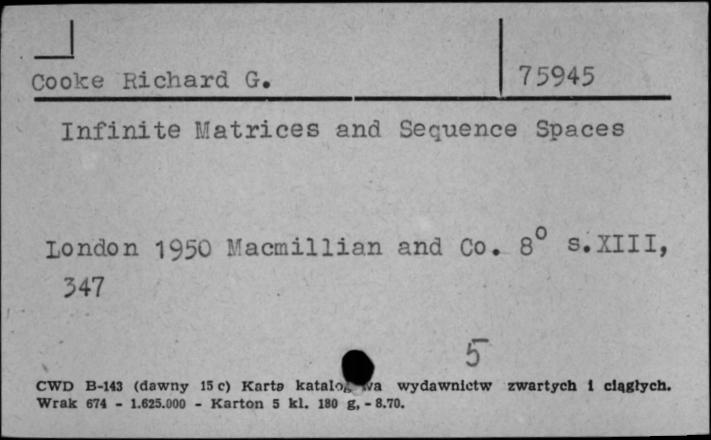 Cooke Richard G. 75945
Infinite Matrices and Sequence Spaces
London 1950 Macmillian and Co. 8° s.XIII,
347
5
CWD B-143 (dawny 15 c) Karta wydawnictw zwartych i ciągłych.
Wrak 674 - 1.625.000 - Karton 5 kl. 180 g, - 8.70.